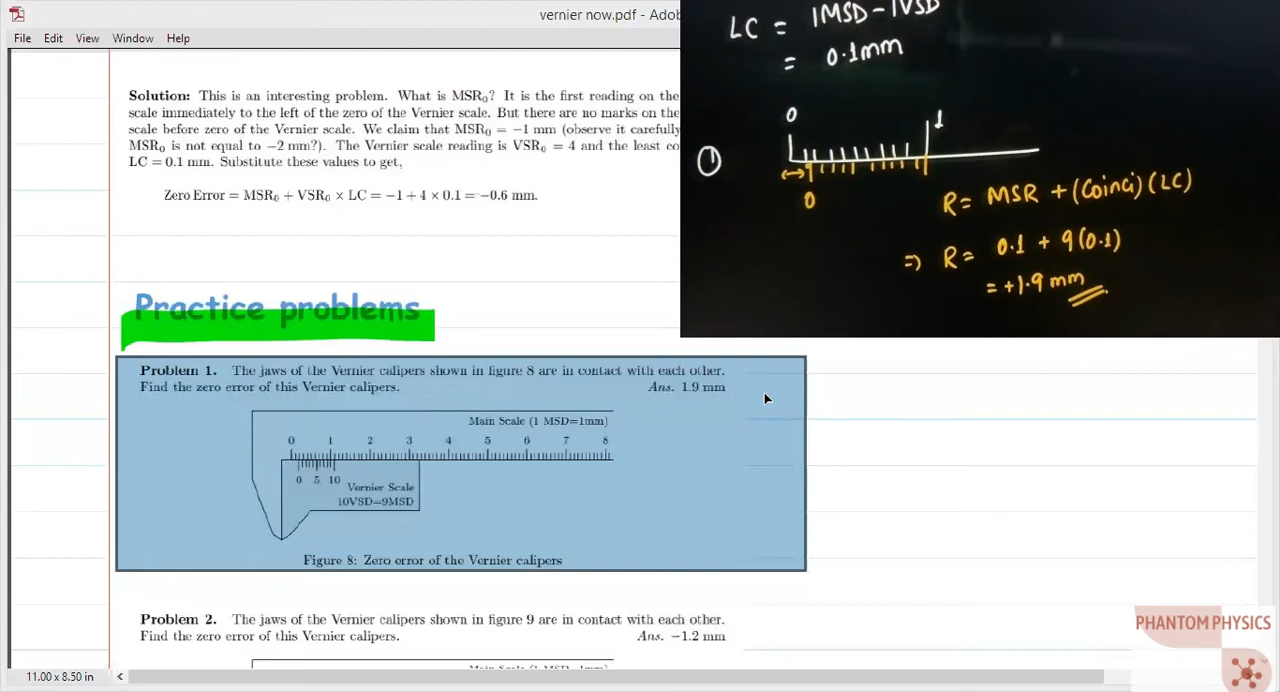 vernier now.pdf - Adob
File Edit View Window Help
Solution: This is an interesting problem. What is MSR₀? It is the first reading on the
scale immediately to the left of the zero of the Vernier scale. But there are no marks on the
scale before zero of the Vernier scale. We claim that MSR₀ = −1 mm (observe it carefully
MSR₀ is not equal to −2 mm?). The Vernier scale reading is VSR₀ = 4 and the least co
LC = 0.1 mm. Substitute these values to get,
Zero Error = MSR₀ + VSR₀ × LC = −1 + 4 × 0.1 = −0.6 mm.
LC = 1MSD - 1VSD
= 0.1mm
0 1
1
0
R = MSR + (Coinci) (LC)
⇒ R = 0.1 + 9(0.1)
= +1.9 mm
Practice problems
Problem 1. The jaws of the Vernier calipers shown in figure 8 are in contact with each other.
Find the zero error of this Vernier calipers. Ans. 1.9 mm
Main Scale (1 MSD=1mm)
0 1 2 3 4 5 6 7 8
0 5 10
Vernier Scale
10VSD=9MSD
Figure 8: Zero error of the Vernier calipers
Problem 2. The jaws of the Vernier calipers shown in figure 9 are in contact with each other.
Find the zero error of this Vernier calipers. Ans. −1.2 mm
Main Scale (1 MSD=1mm)
PHANTOM PHYSICS
11.00 x 8.50 in